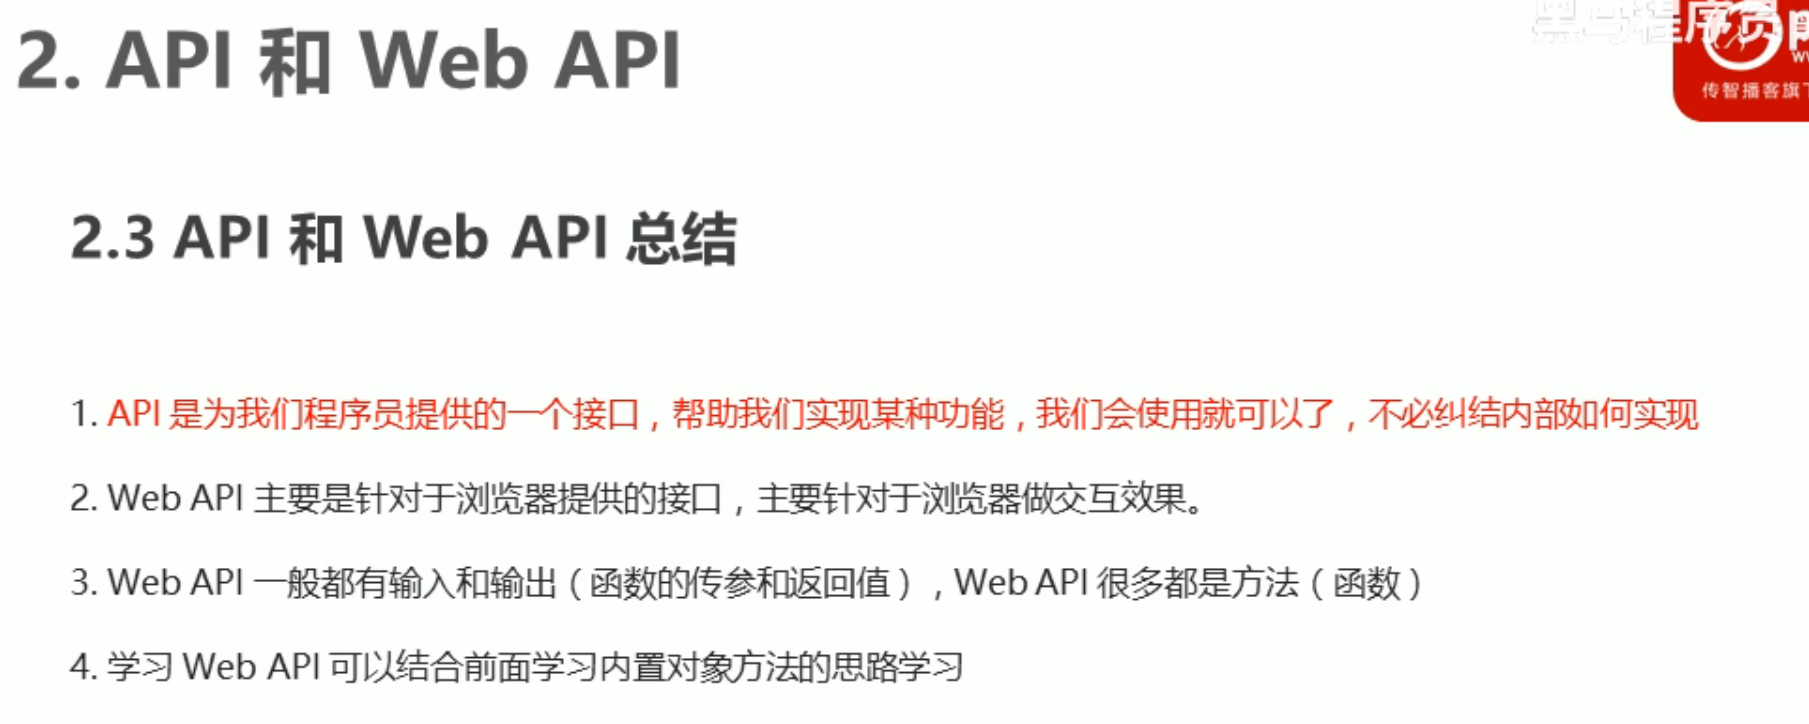 黑马程序员
2. API 和 Web API
传智播客旗下
2.3 API 和 Web API 总结
1. API 是为我们程序员提供的一个接口，帮助我们实现某种功能，我们会使用就可以了，不必纠结内部如何实现
2. Web API 主要是针对于浏览器提供的接口，主要针对于浏览器做交互效果。
3. Web API 一般都有输入和输出（函数的传参和返回值），Web API 很多都是方法（函数）
4. 学习 Web API 可以结合前面学习内置对象方法的思路学习